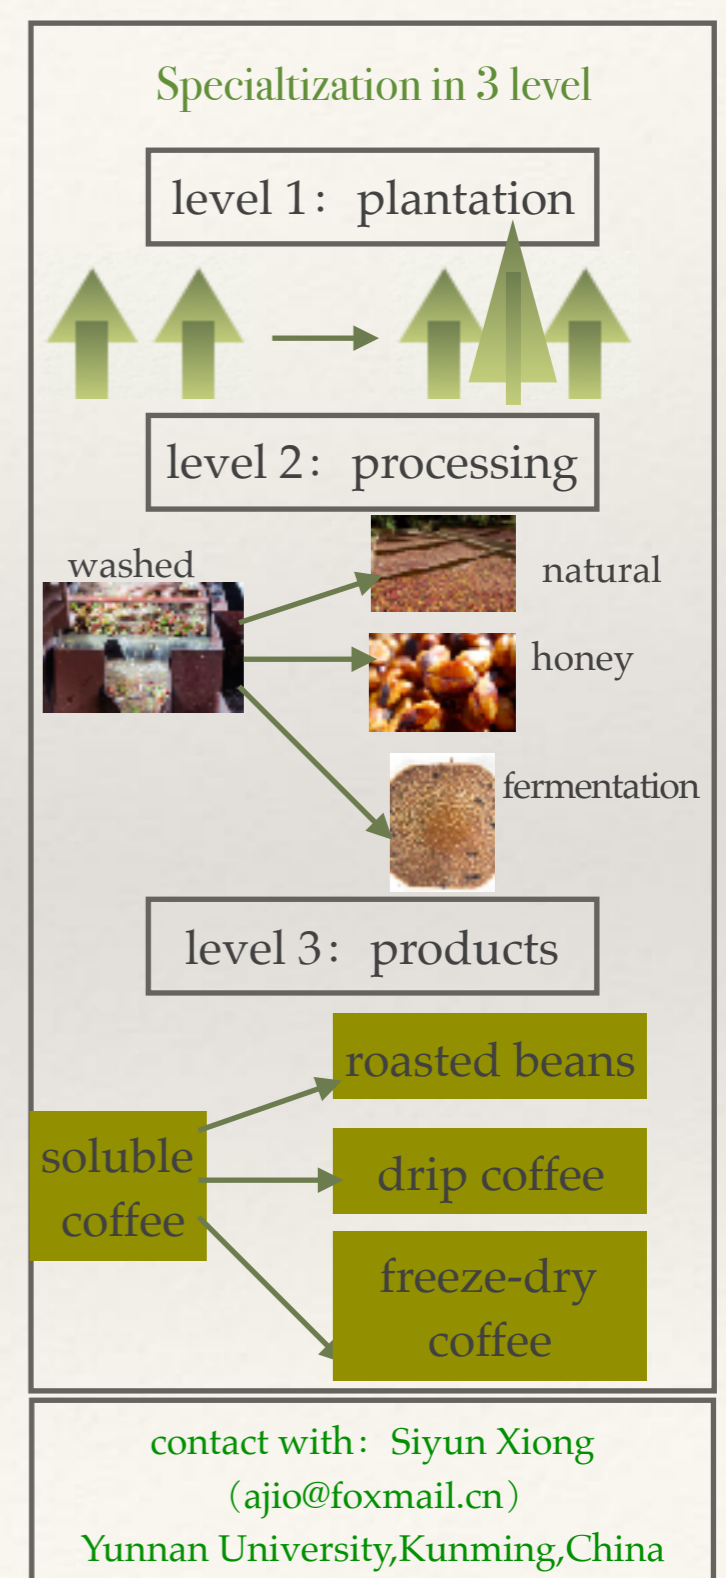 Specialtization in 3 level
level 1：plantation
level 2：processing
washed
natural
honey
fermentation
level 3：products
roasted beans
soluble
coffee
drip coffee
freeze-dry
coffee
contact with：Siyun Xiong
（ajio@foxmail.cn）
Yunnan University,Kunming,China